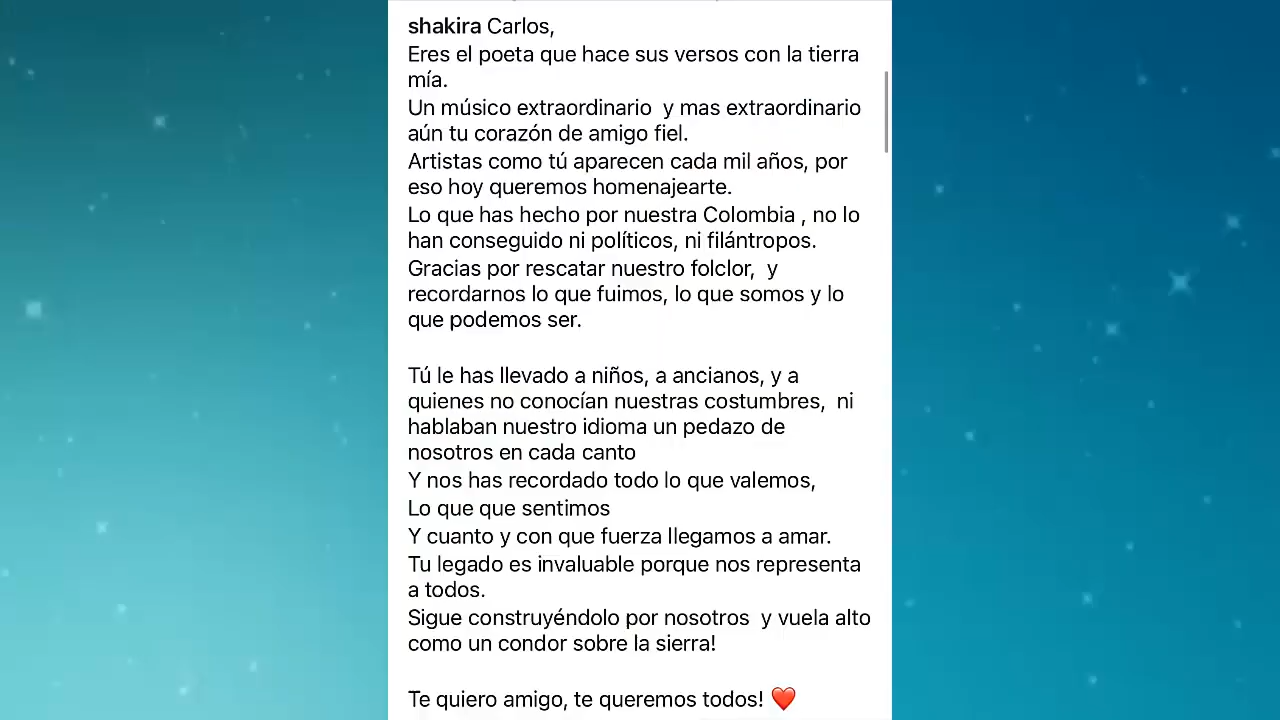 shakira Carlos,
Eres el poeta que hace sus versos con la tierra
mía.
Un músico extraordinario  y mas extraordinario
aún tu corazón de amigo fiel.
Artistas como tú aparecen cada mil años, por
eso hoy queremos homenajearte.
Lo que has hecho por nuestra Colombia , no lo
han conseguido ni políticos, ni filántropos.
Gracias por rescatar nuestro folclor,  y
recordarnos lo que fuimos, lo que somos y lo
que podemos ser.

Tú le has llevado a niños, a ancianos, y a
quienes no conocían nuestras costumbres,  ni
hablaban nuestro idioma un pedazo de
nosotros en cada canto
Y nos has recordado todo lo que valemos,
Lo que que sentimos
Y cuanto y con que fuerza llegamos a amar.
Tu legado es invaluable porque nos representa
a todos.
Sigue construyéndolo por nosotros  y vuela alto
como un condor sobre la sierra!

Te quiero amigo, te queremos todos! ❤️